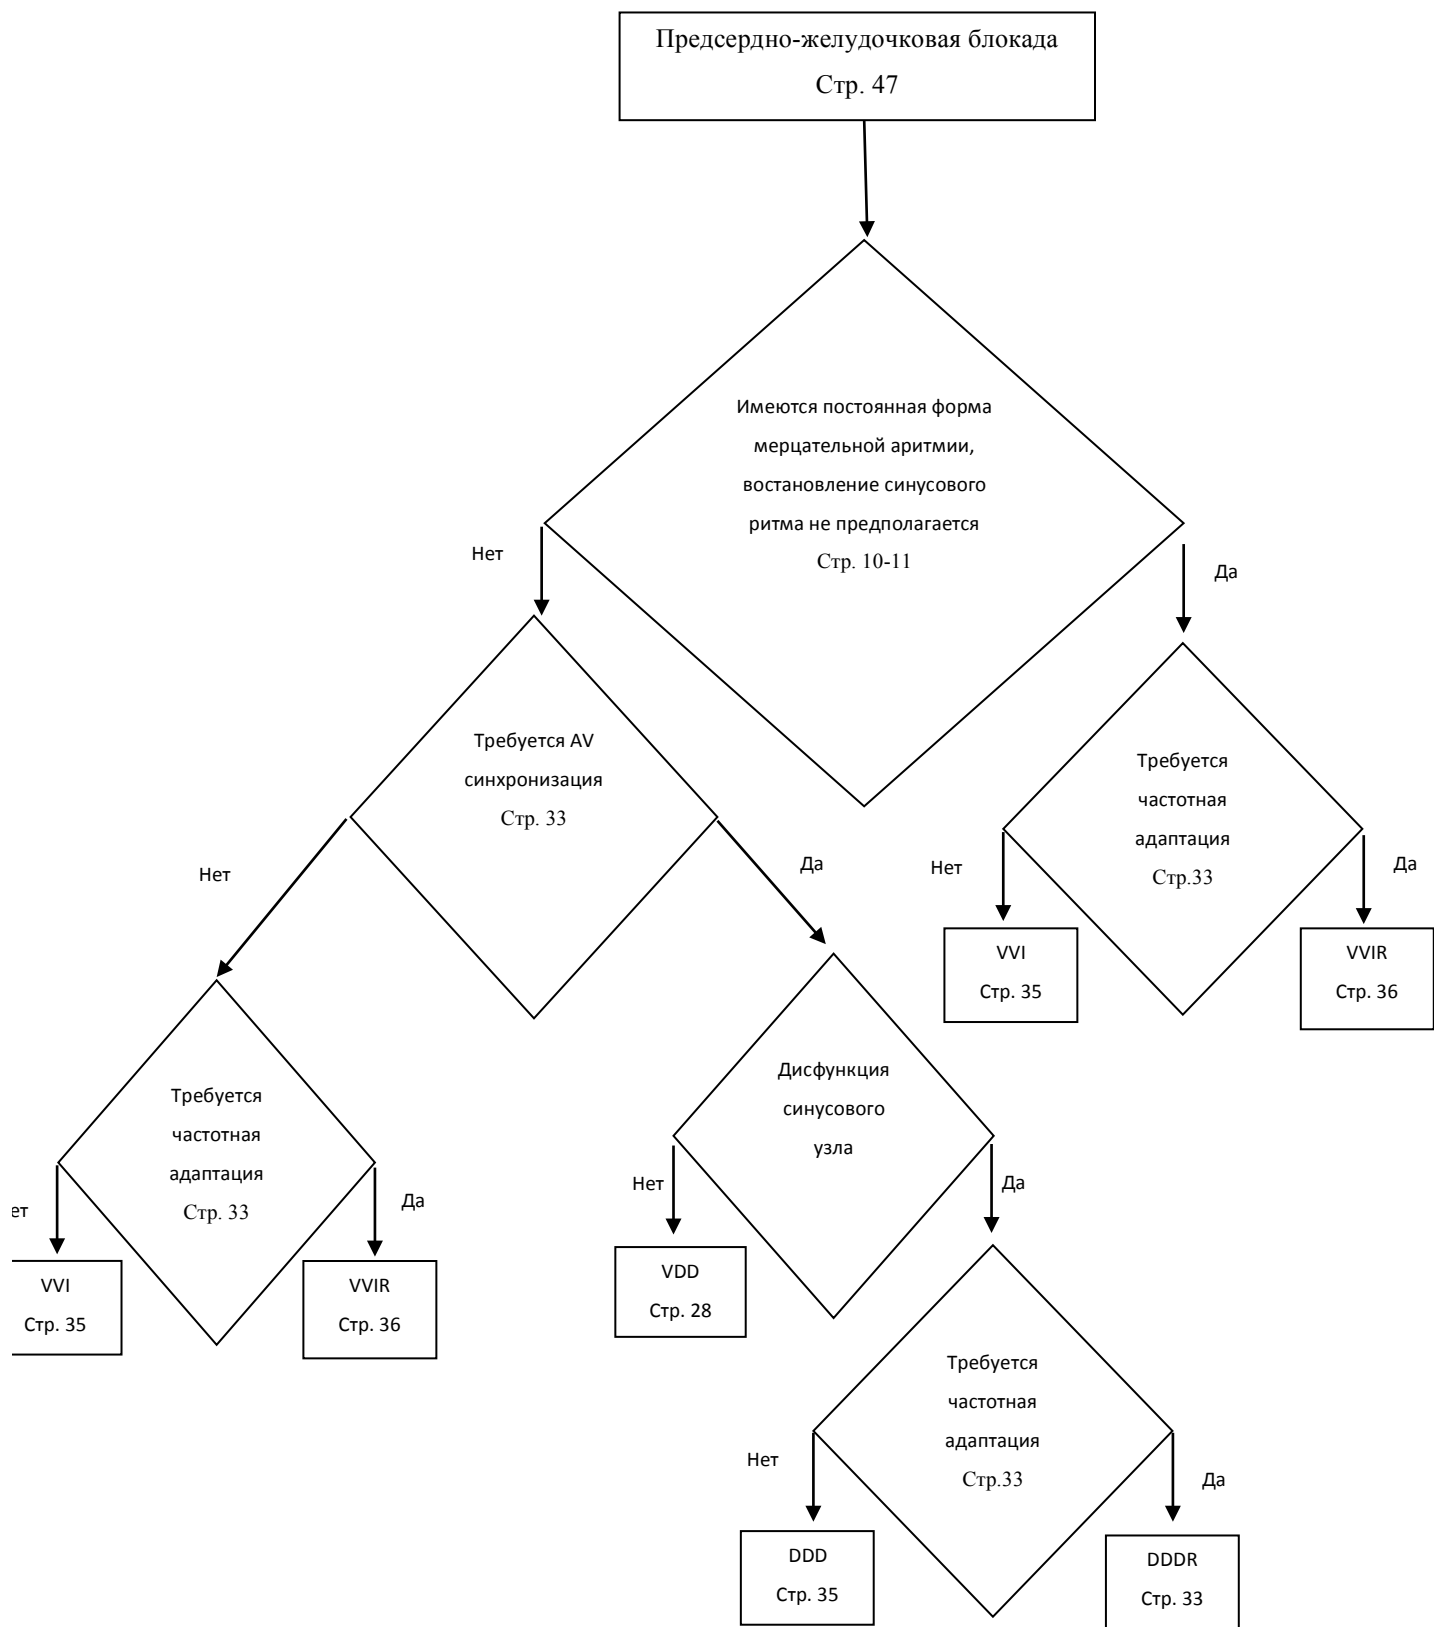 Предсердно-желудочковая блокада
Стр. 47
Имеются постоянная форма
мерцательной аритмии,
востановление синусового
ритма не предполагается
Стр. 10-11
Нет
Да
Требуется AV
синхронизация
Стр. 33
Требуется
частотная
адаптация
Стр.33
Нет
Да
Нет
Да
VVI
Стр. 35
VVIR
Стр. 36
Требуется
частотная
адаптация
Стр. 33
Дисфункция
синусового
узла
ет
Да
Нет
Да
VVI
Стр. 35
VVIR
Стр. 36
VDD
Стр. 28
Требуется
частотная
адаптация
Стр.33
Нет
Да
DDD
Стр. 35
DDDR
Стр. 33